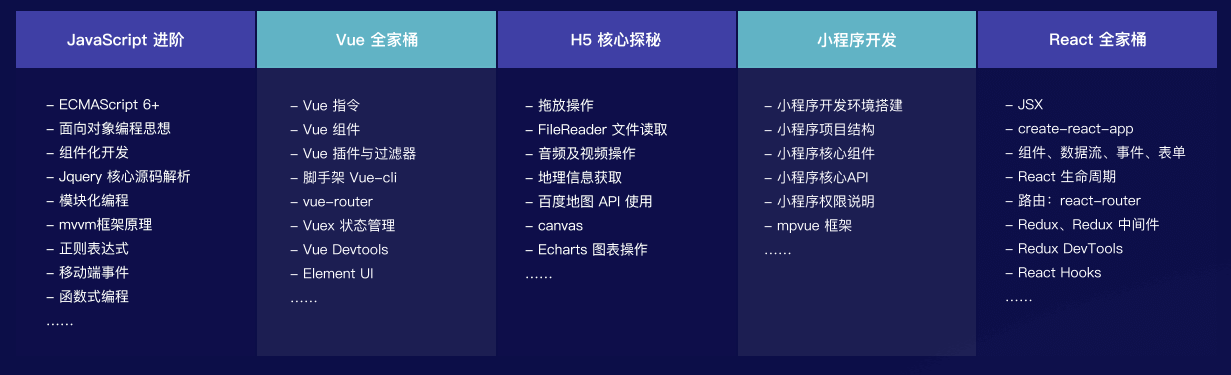 JavaScript 进阶
– ECMAScript 6+
– 面向对象编程思想
– 组件化开发
– Jquery 核心源码解析
– 模块化编程
– mvvm框架原理
– 正则表达式
– 移动端事件
– 函数式编程
......
Vue 全家桶
– Vue 指令
– Vue 组件
– Vue 插件与过滤器
– 脚手架 Vue-cli
– vue-router
– Vuex 状态管理
– Vue Devtools
– Element UI
......
H5 核心探秘
– 拖放操作
– FileReader 文件读取
– 音频及视频操作
– 地理信息获取
– 百度地图 API 使用
– canvas
– Echarts 图表操作
......
小程序开发
– 小程序开发环境搭建
– 小程序项目结构
– 小程序核心组件
– 小程序核心API
– 小程序权限说明
– mpvue 框架
......
React 全家桶
– JSX
– create-react-app
– 组件、数据流、事件、表单
– React 生命周期
– 路由：react-router
– Redux、Redux 中间件
– Redux DevTools
– React Hooks
......